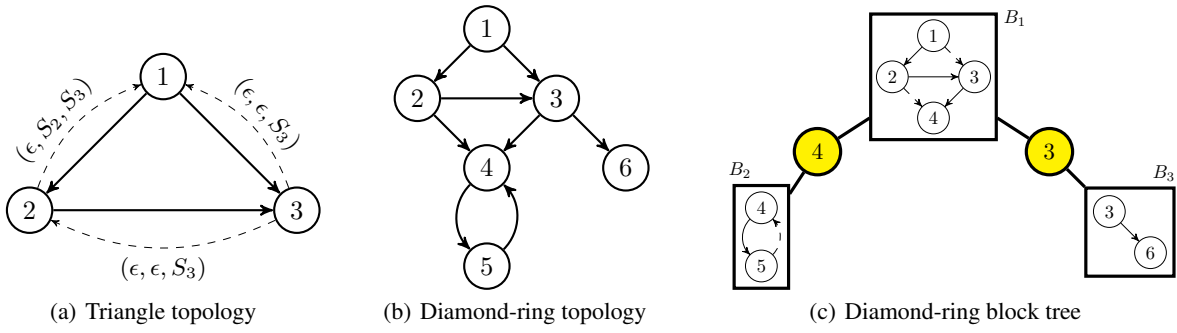 1
(ϵ, S₂, S₃)
(ϵ, ϵ, S₃)
2
3
(ϵ, ϵ, S₃)
(a) Triangle topology
1
2
3
4
6
5
(b) Diamond-ring topology
B₁
1
2
3
4
4
3
B₂
4
5
B₃
3
6
(c) Diamond-ring block tree